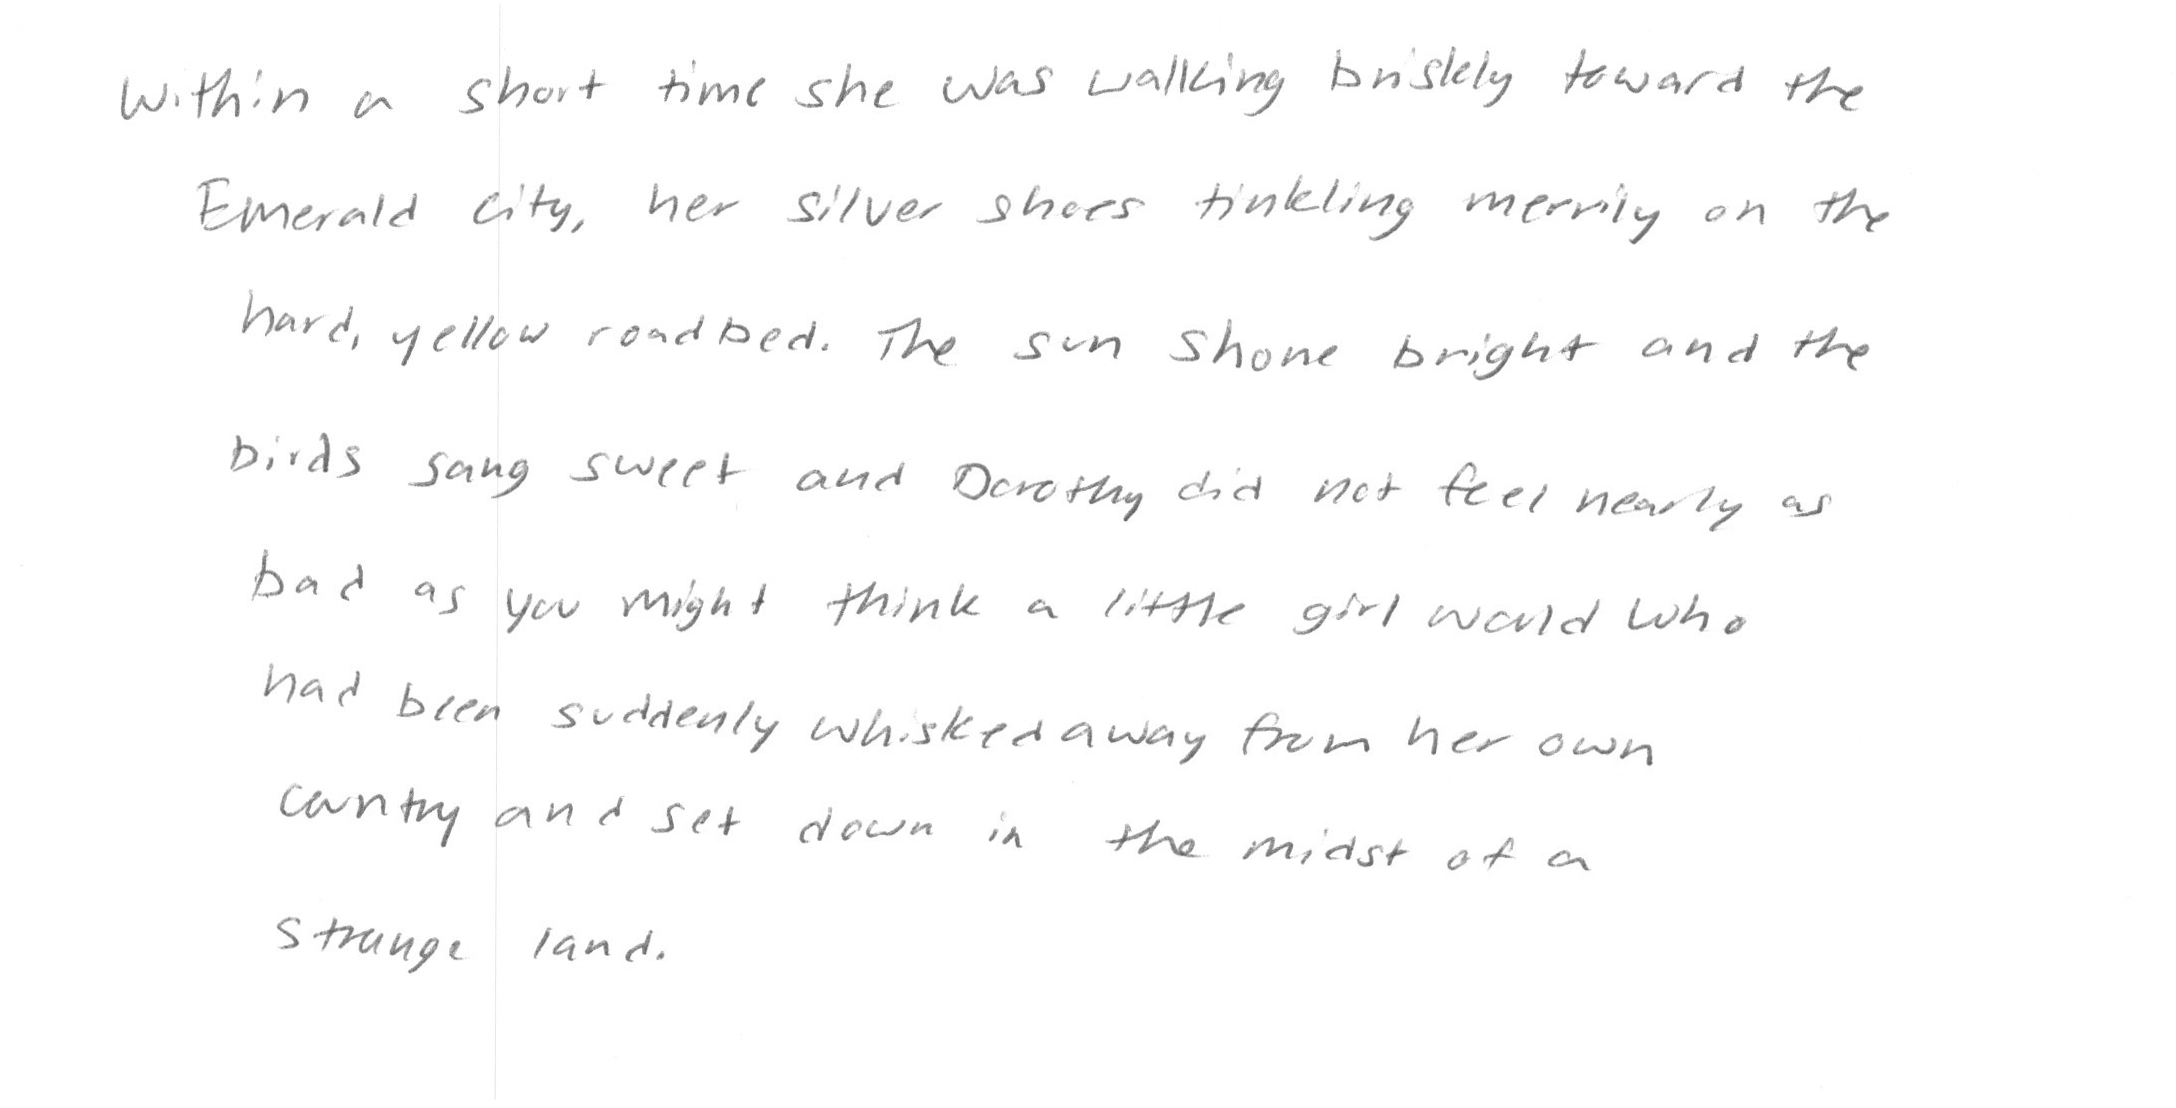 Within a short time she was walking briskly toward the
Emerald city, her silver shoes tinkling merrily on the
hard, yellow roadbed. The sun shone bright and the
birds sang sweet and Dorothy did not feel nearly as
bad as you might think a little girl would who
had been suddenly whisked away from her own
country and set down in the midst of a
strange land.